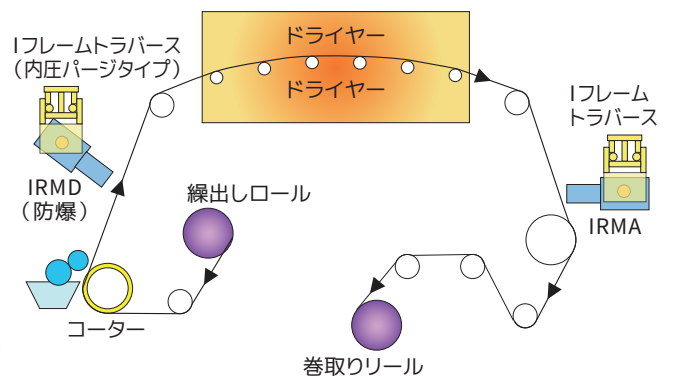 ドライヤー
ドライヤー
Iフレームトラバース
（内圧パージタイプ）
IRMD
（防爆）
繰出しロール
コーター
Iフレーム
トラバース
IRMA
巻取りリール